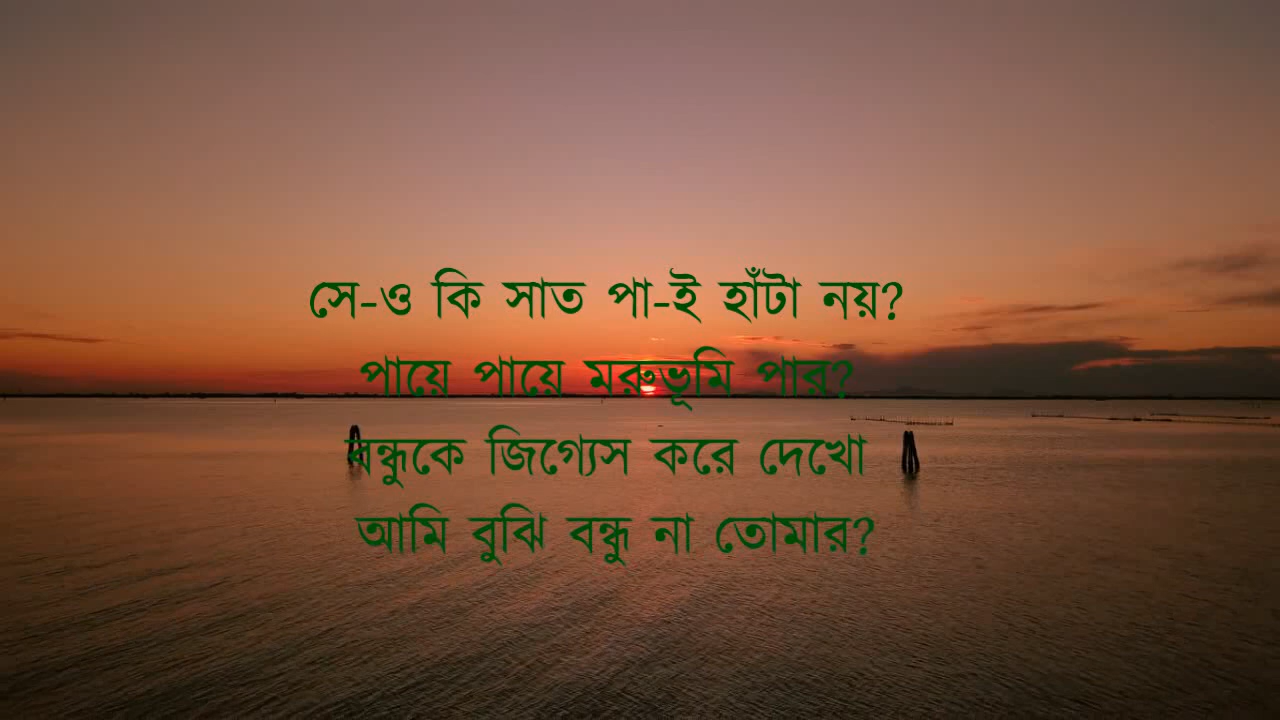 সে-ও কি সাত পা-ই হাঁটা নয়?
পায়ে পায়ে মরুভূমি পার?
বন্ধুকে জিগ্যেস করে দেখো
আমি বুঝি বন্ধু না তোমার?